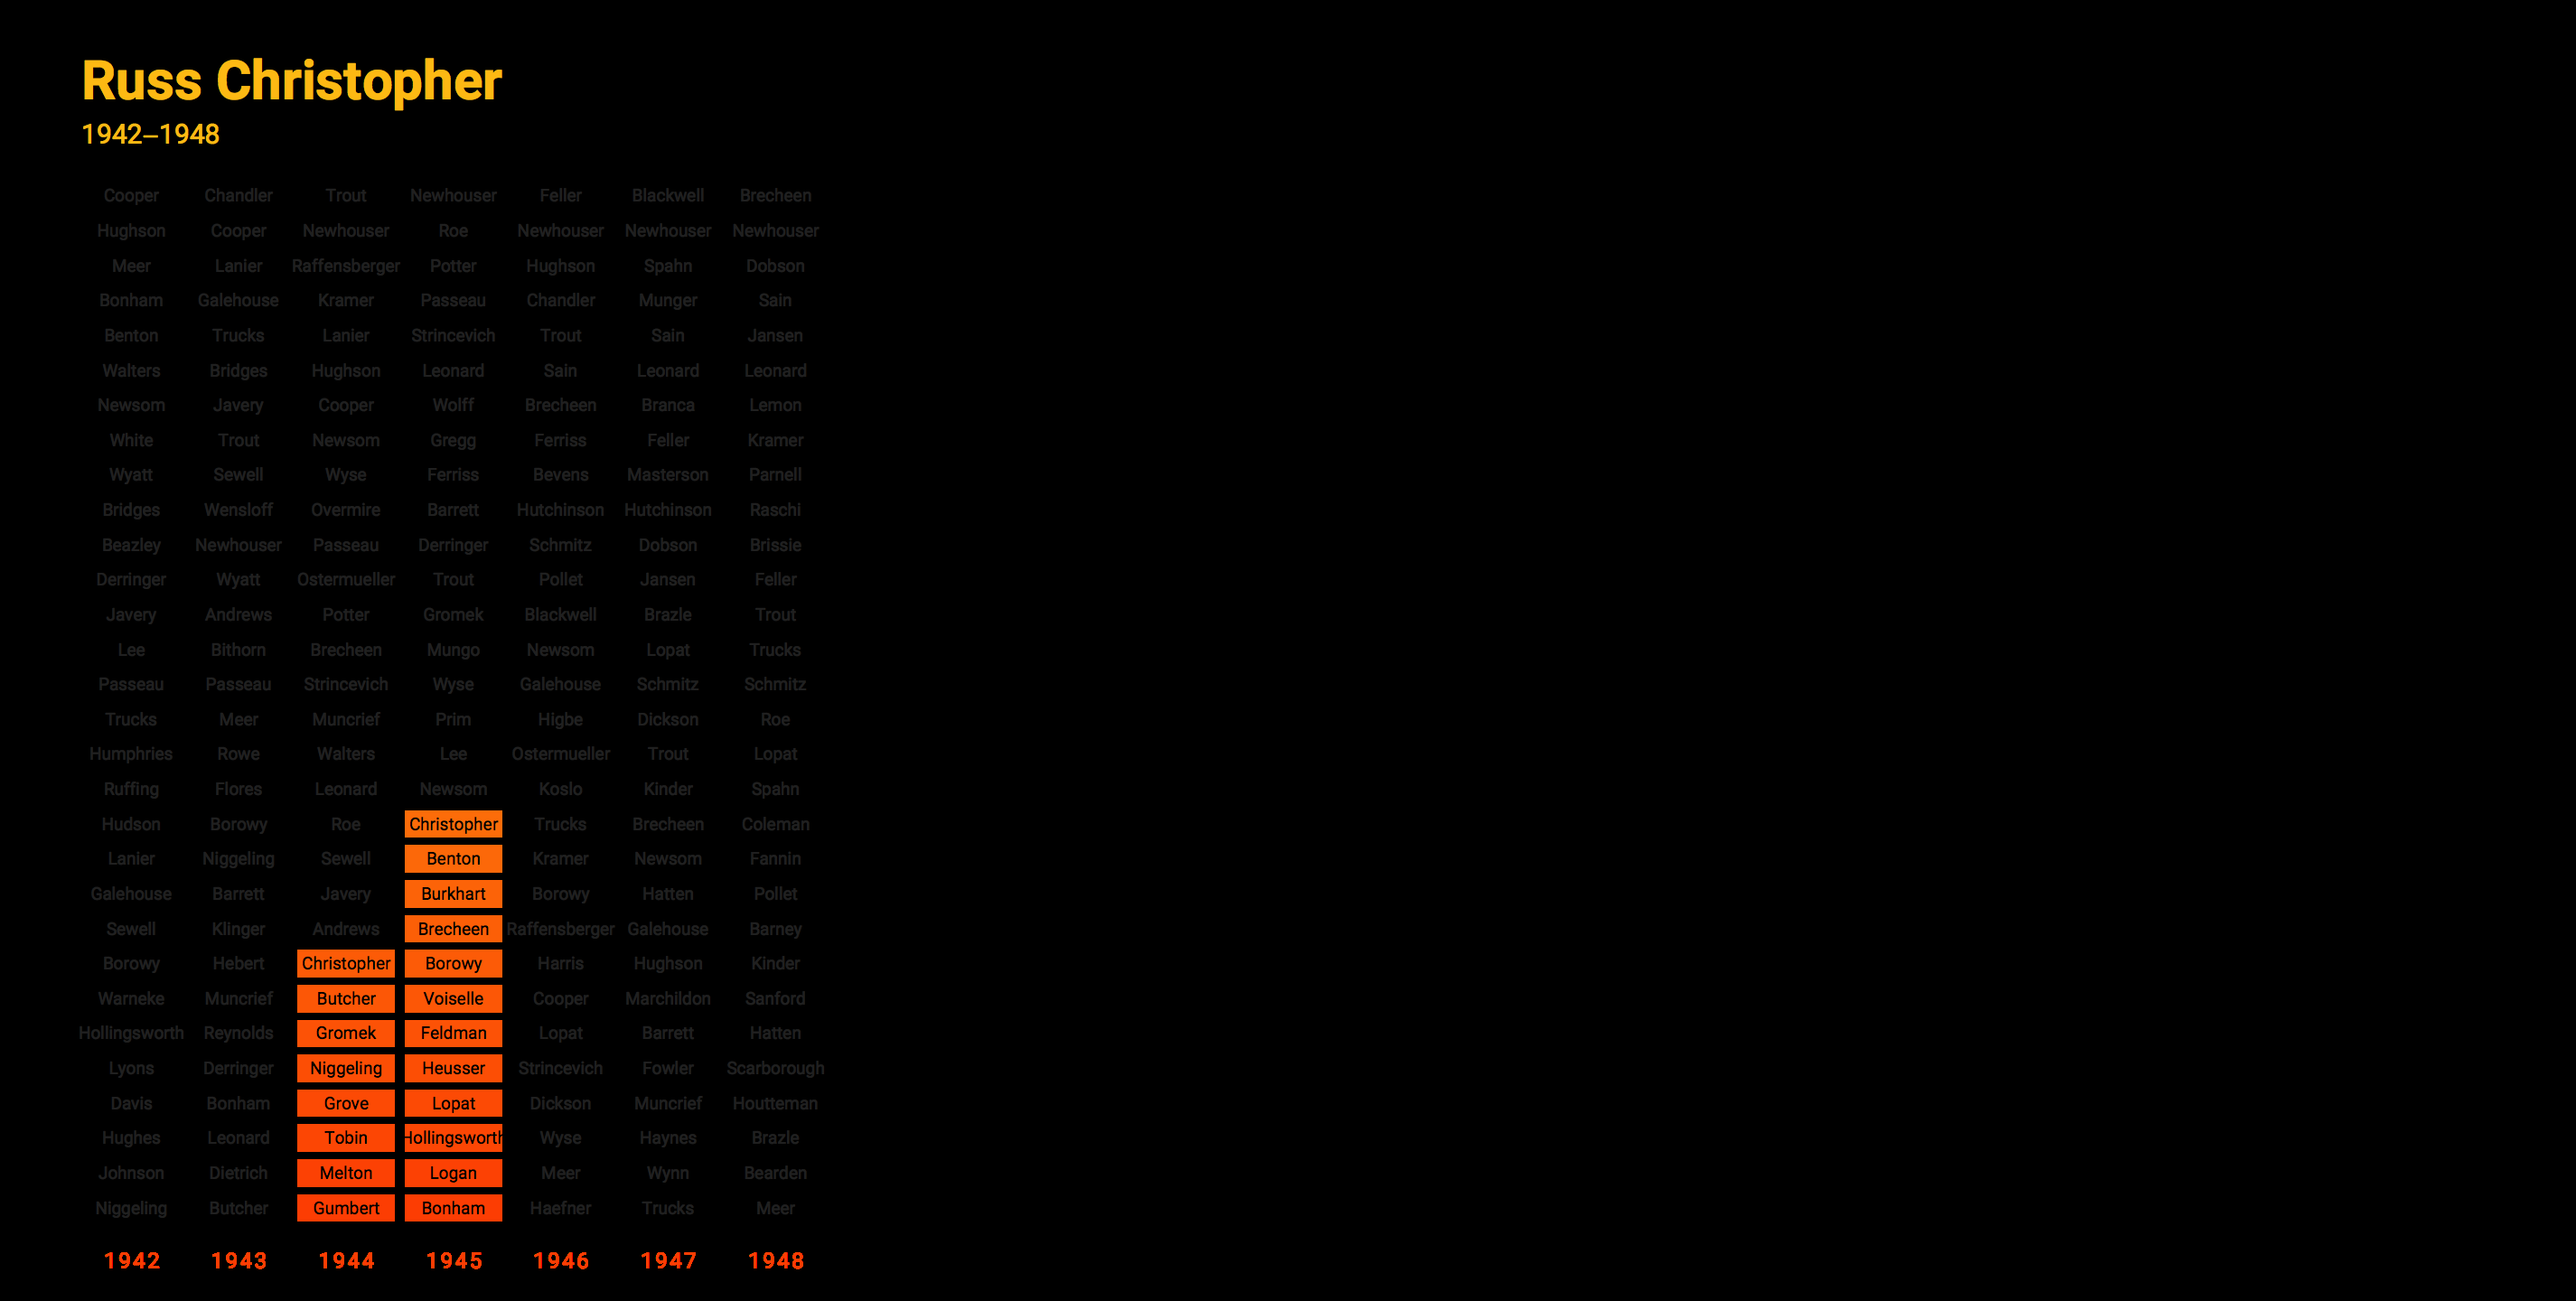 Russ Christopher
1942–1948
Cooper Chandler Trout Newhouser Feller Blackwell Brecheen
Hughson Cooper Newhouser Roe Newhouser Newhouser Newhouser
Meer Lanier Raffensberger Potter Hughson Spahn Dobson
Bonham Galehouse Kramer Passeau Chandler Munger Sain
Benton Trucks Lanier Strincevich Trout Sain Jansen
Walters Bridges Hughson Leonard Sain Leonard Leonard
Newsom Javery Cooper Wolff Brecheen Branca Lemon
White Trout Newsom Gregg Ferriss Feller Kramer
Wyatt Sewell Wyse Ferriss Bevens Masterson Parnell
Bridges Wensloff Overmire Barrett Hutchinson Hutchinson Raschi
Beazley Newhouser Passeau Derringer Schmitz Dobson Brissie
Derringer Wyatt Ostermueller Trout Pollet Jansen Feller
Javery Andrews Potter Gromek Blackwell Brazle Trout
Lee Bithorn Brecheen Mungo Newsom Lopat Trucks
Passeau Passeau Strincevich Wyse Galehouse Schmitz Schmitz
Trucks Meer Muncrief Prim Higbe Dickson Roe
Humphries Rowe Walters Lee Ostermueller Trout Lopat
Ruffing Flores Leonard Newsom Koslo Kinder Spahn
Hudson Borowy Roe Christopher Trucks Brecheen Coleman
Lanier Niggeling Sewell Benton Kramer Newsom Fannin
Galehouse Barrett Javery Burkhart Borowy Hatten Pollet
Sewell Klinger Andrews Brecheen Raffensberger Galehouse Barney
Borowy Hebert Christopher Borowy Harris Hughson Kinder
Warneke Muncrief Butcher Voiselle Cooper Marchildon Sanford
Hollingsworth Reynolds Gromek Feldman Lopat Barrett Hatten
Lyons Derringer Niggeling Heusser Strincevich Fowler Scarborough
Davis Bonham Grove Lopat Dickson Muncrief Houtteman
Hughes Leonard Tobin Hollingsworth Wyse Haynes Brazle
Johnson Dietrich Melton Logan Meer Wynn Bearden
Niggeling Butcher Gumbert Bonham Haefner Trucks Meer
1942 1943 1944 1945 1946 1947 1948